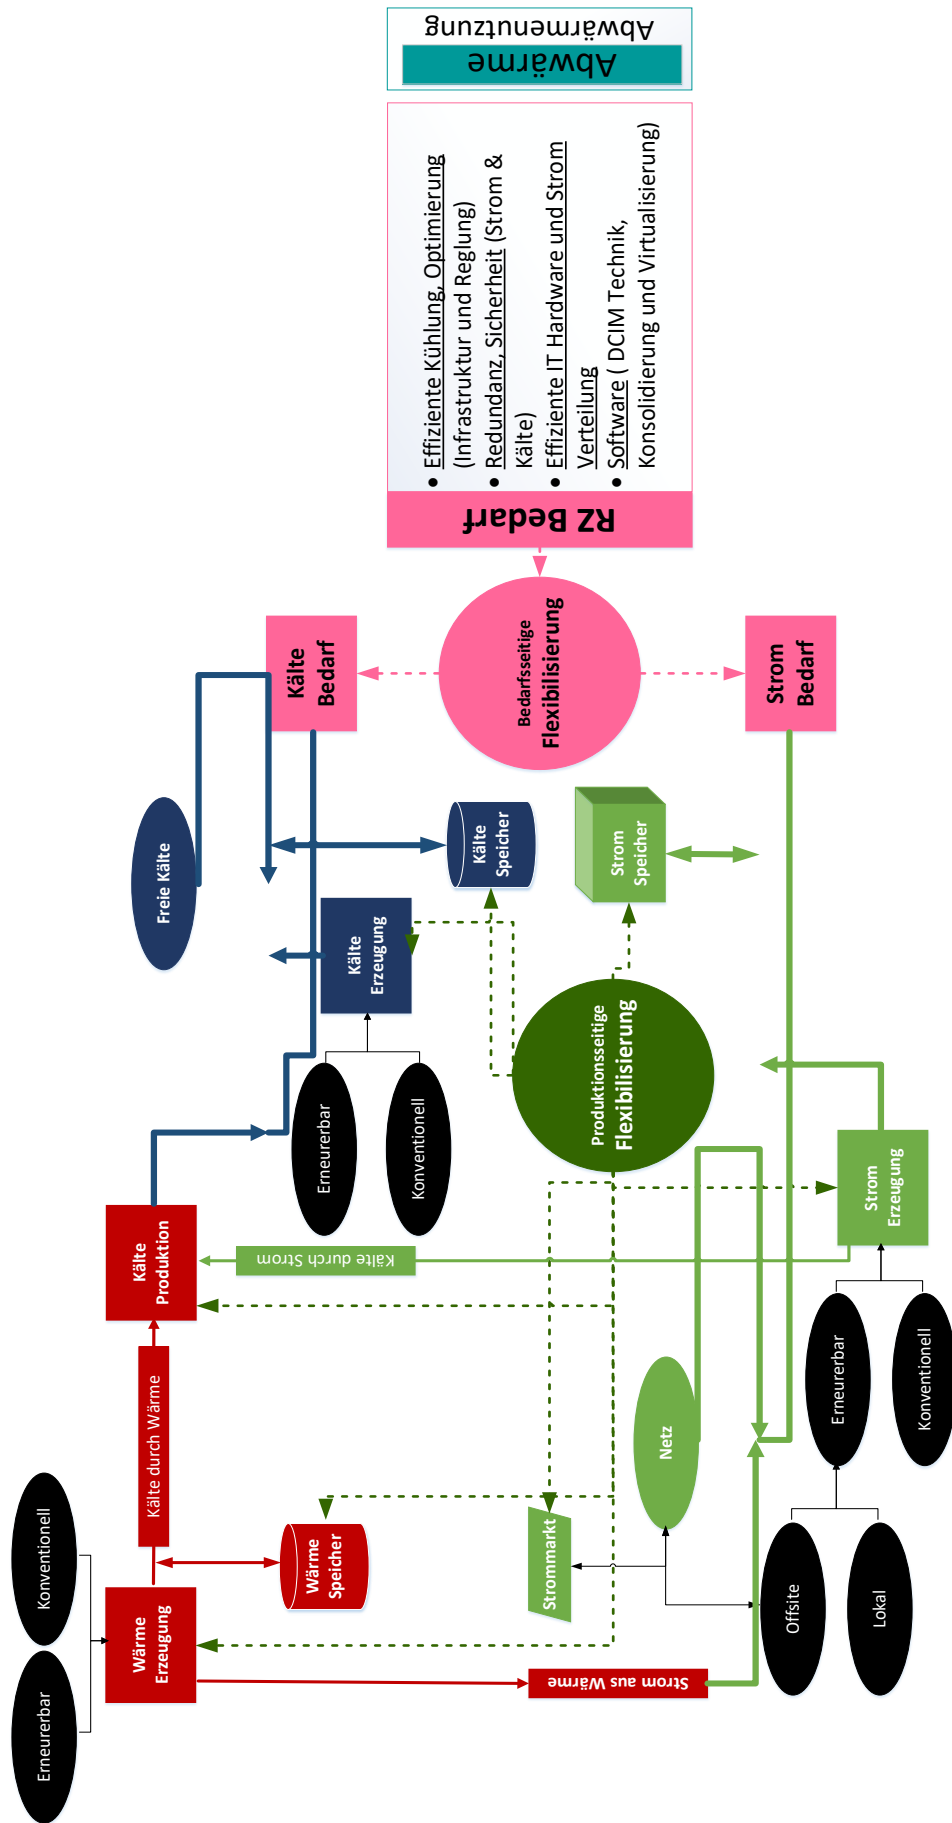 Erneurerbar
Konventionell
Wärme
Erzeugung
Kälte durch Wärme
Kälte
Produktion
Freie Kälte
Wärme
Speicher
Kälte durch Strom
Erneurerbar
Konventionell
Kälte
Erzeugung
Kälte
Bedarf
Kälte
Speicher
Strommarkt
Produktionsseitige
Flexibilisierung
Strom
Speicher
Bedarfsseitige
Flexibilisierung
RZ Bedarf
• Effiziente Kühlung, Optimierung
(Infrastruktur und Reglung)
• Redundanz, Sicherheit (Strom &
Kälte)
• Effiziente IT Hardware und Strom
Verteilung
• Software ( DCIM Technik,
Konsolidierung und Virtualisierung)
Abwärme
Abwärmenutzung
Netz
Strom aus Wärme
Offsite
Lokal
Erneurerbar
Konventionell
Strom
Erzeugung
Strom
Bedarf